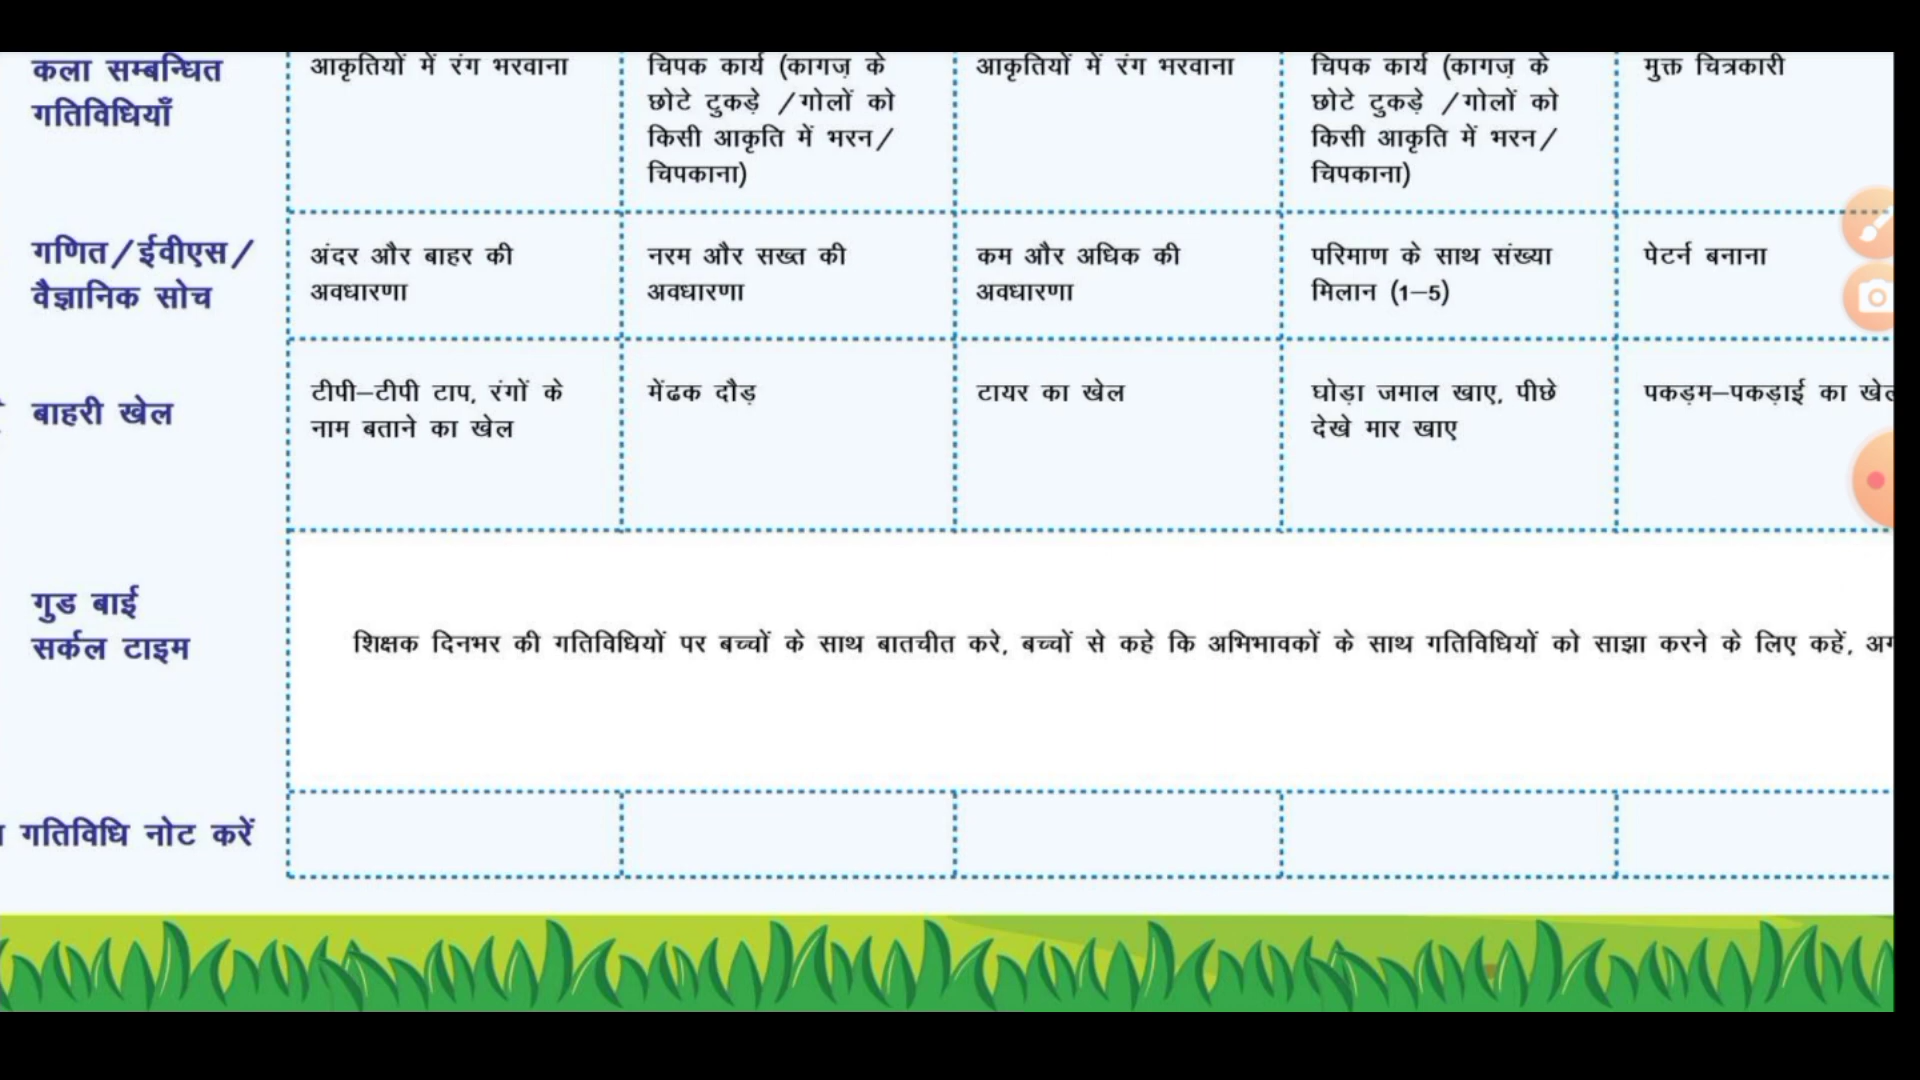 कला सम्बन्धित
गतिविधियाँ
आकृतियों में रंग भरवाना
चिपक कार्य (कागज़ के
छोटे टुकड़े /गोलों को
किसी आकृति में भरन/
चिपकाना)
आकृतियों में रंग भरवाना
चिपक कार्य (कागज़ के
छोटे टुकड़े /गोलों को
किसी आकृति में भरन/
चिपकाना)
मुक्त चित्रकारी
गणित/ईवीएस/
वैज्ञानिक सोच
अंदर और बाहर की
अवधारणा
नरम और सख्त की
अवधारणा
कम और अधिक की
अवधारणा
परिमाण के साथ संख्या
मिलान (1–5)
पेटर्न बनाना
बाहरी खेल
टीपी–टीपी टाप, रंगों के
नाम बताने का खेल
मेंढक दौड़
टायर का खेल
घोड़ा जमाल खाए, पीछे
देखे मार खाए
पकड़म–पकड़ाई का खेल
गुड बाई
सर्कल टाइम
शिक्षक दिनभर की गतिविधियों पर बच्चों के साथ बातचीत करे, बच्चों से कहे कि अभिभावकों के साथ गतिविधियों को साझा करने के लिए कहें,
गतिविधि नोट करें